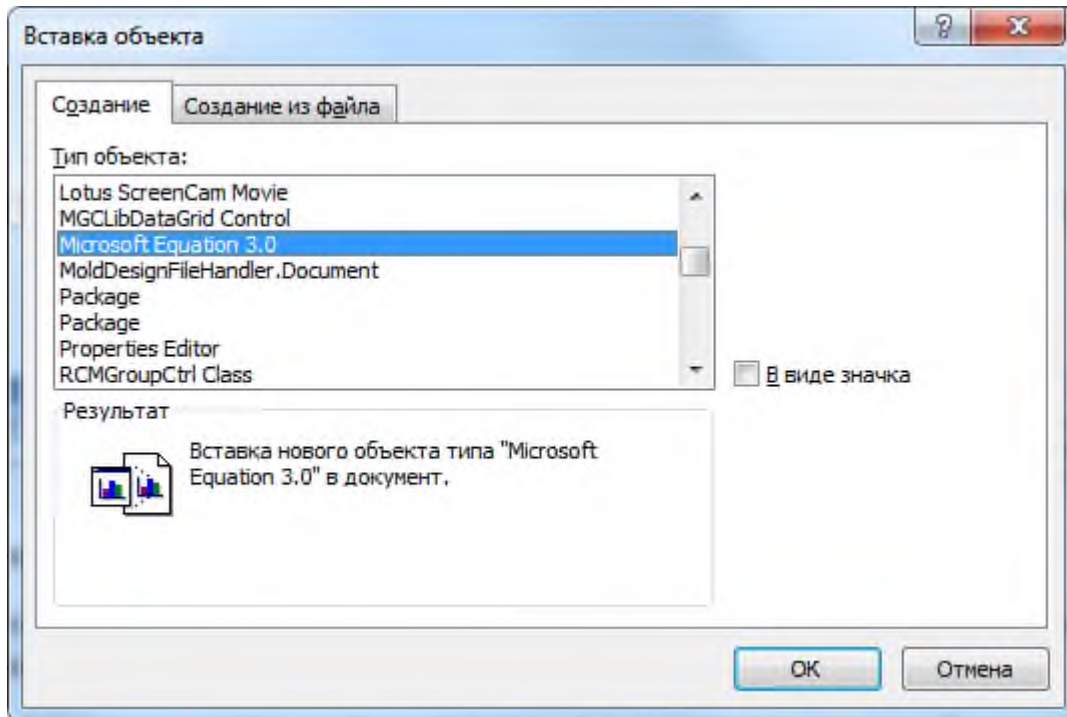 Вставка объекта
Создание
Создание из файла
Тип объекта:
Lotus ScreenCam Movie
MGCLibDataGrid Control
Microsoft Equation 3.0
MoldDesignFileHandler.Document
Package
Package
Properties Editor
RCMGroupCtrl Class
В виде значка
Результат
Вставка нового объекта типа "Microsoft
Equation 3.0" в документ.
ОК
Отмена